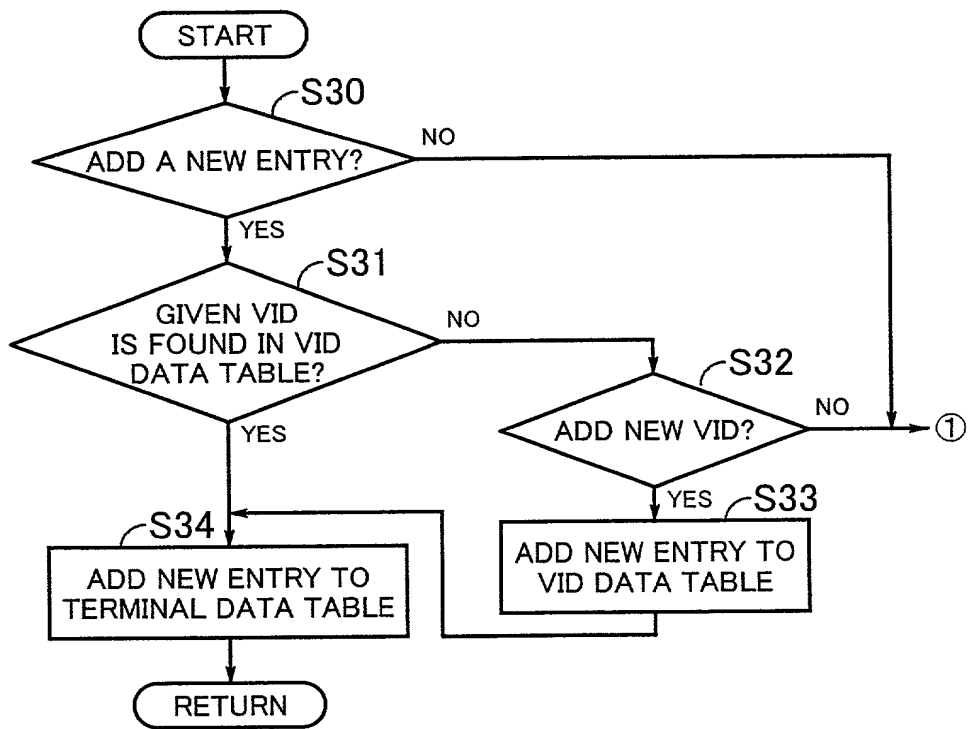 START
S30
ADD A NEW ENTRY?
NO
YES
S31
GIVEN VID
IS FOUND IN VID
DATA TABLE?
NO
YES
S32
ADD NEW VID?
NO
①
YES
S33
ADD NEW ENTRY TO
VID DATA TABLE
S34
ADD NEW ENTRY TO
TERMINAL DATA TABLE
RETURN